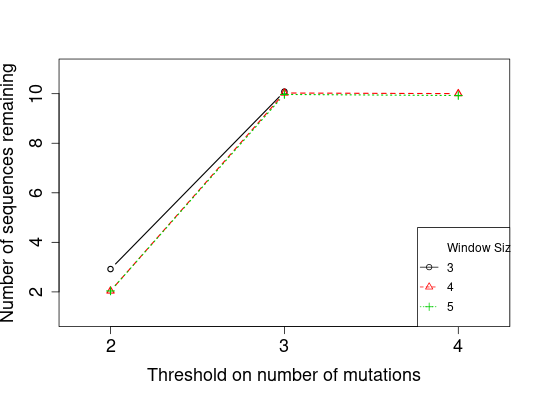 Number of sequences remaining
10
8
6
4
2
2 3 4
Threshold on number of mutations
Window Siz
3
4
5